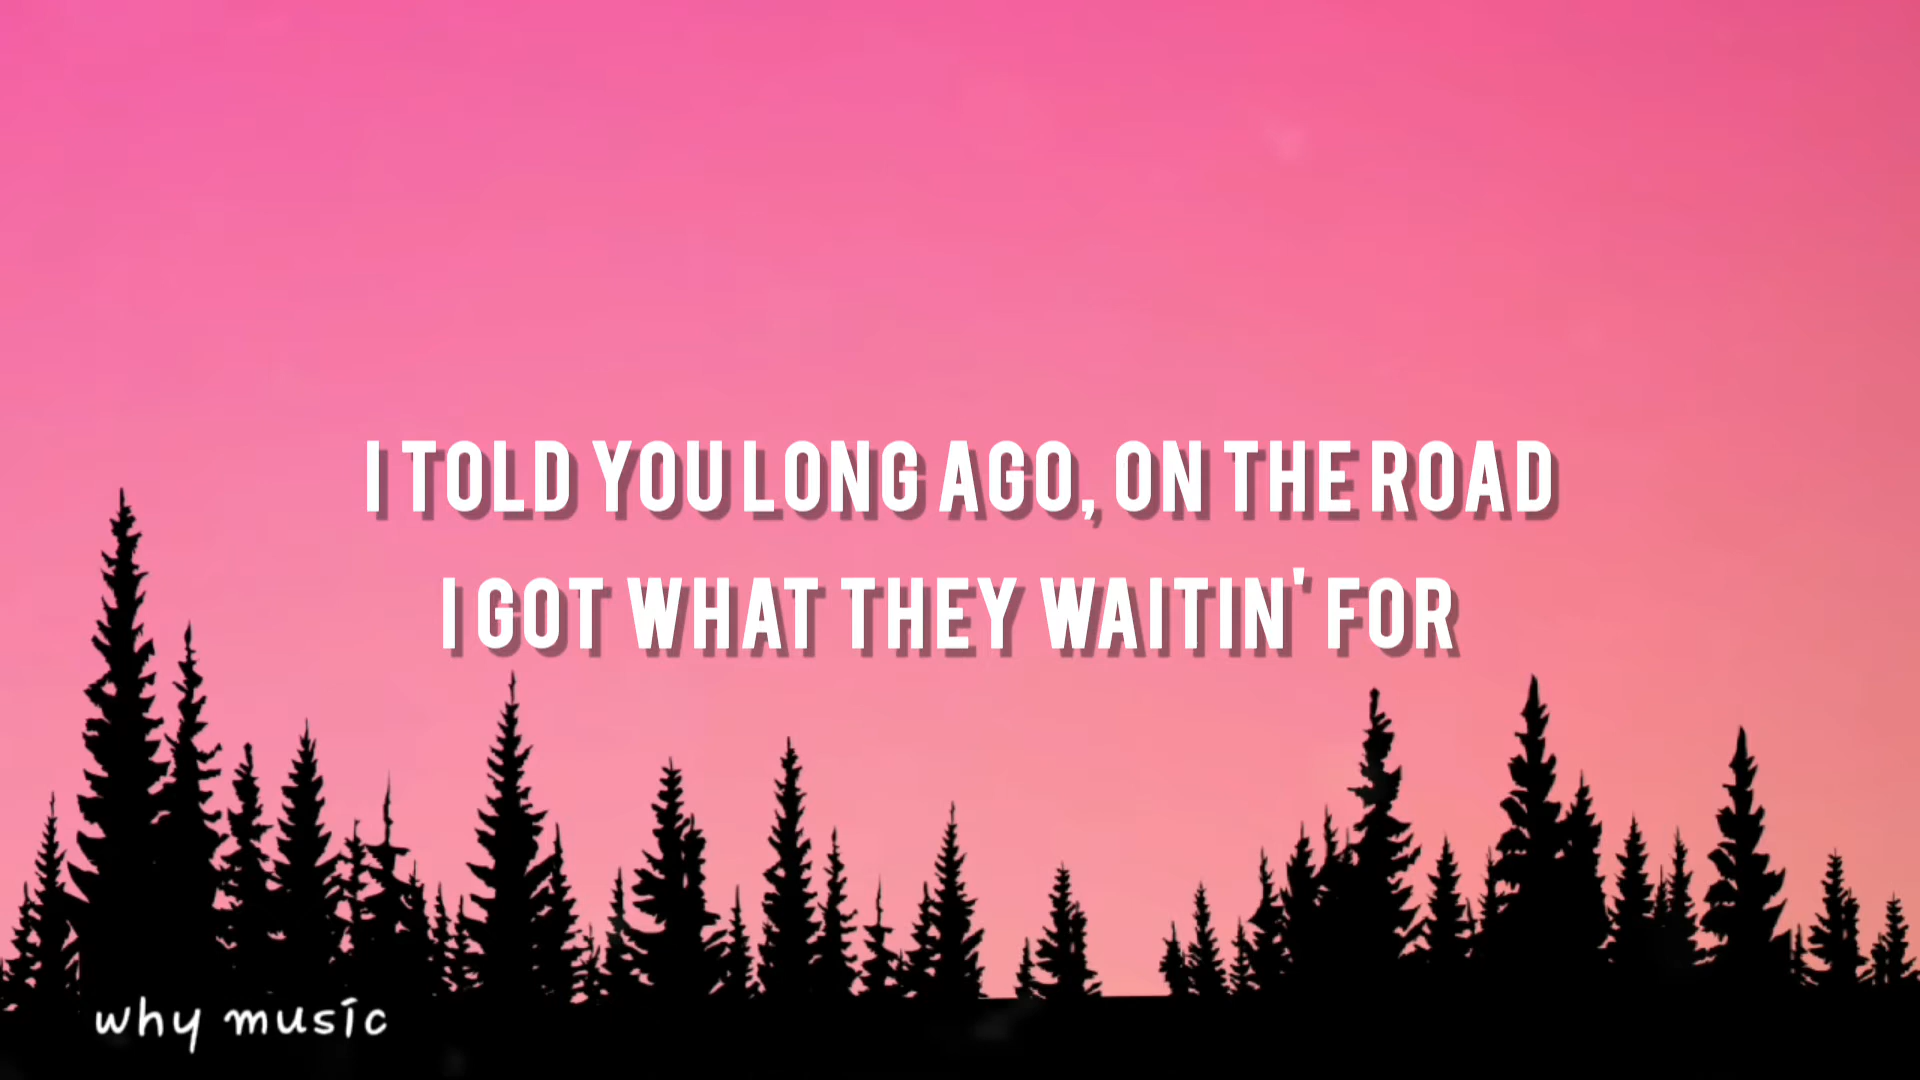 I TOLD YOU LONG AGO, ON THE ROAD
I GOT WHAT THEY WAITIN' FOR
why music